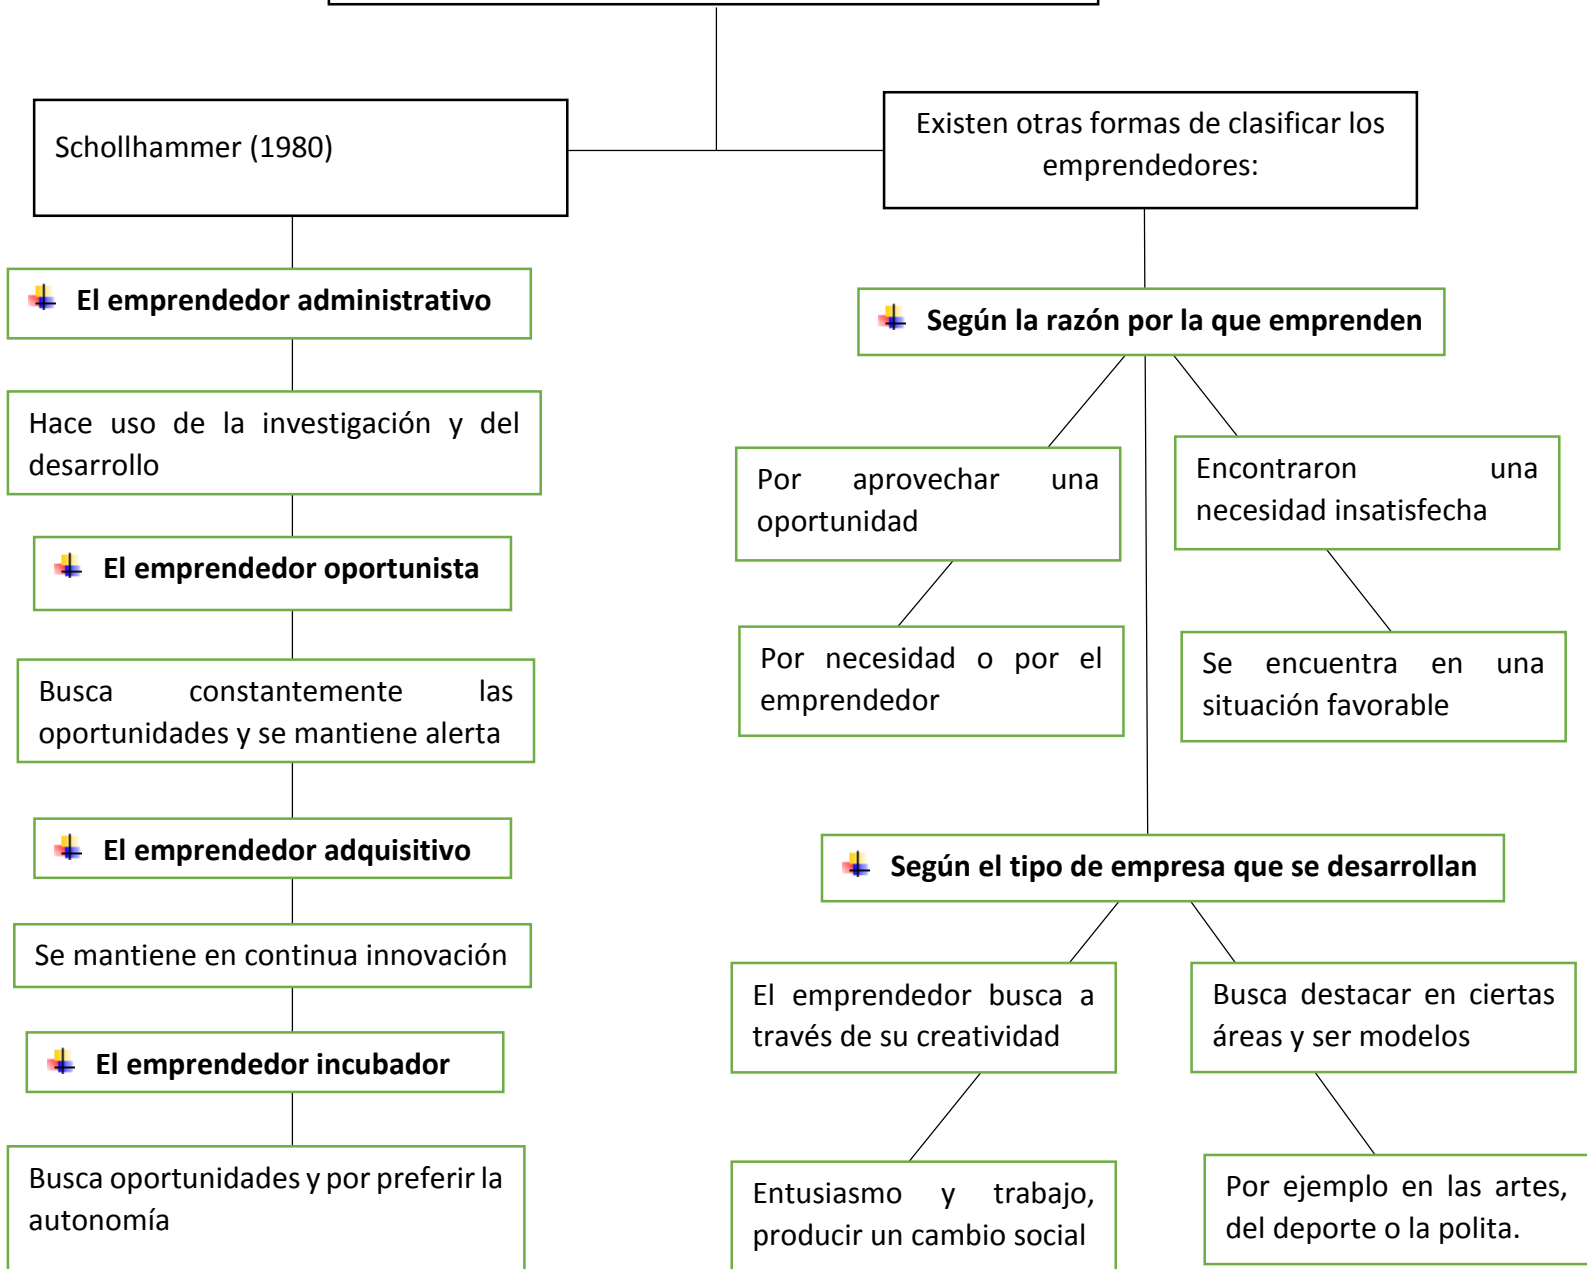 Schollhammer (1980)
Existen otras formas de clasificar los
emprendedores:
El emprendedor administrativo
Hace uso de la investigación y del
desarrollo
El emprendedor oportunista
Busca constantemente las
oportunidades y se mantiene alerta
El emprendedor adquisitivo
Se mantiene en continua innovación
El emprendedor incubador
Busca oportunidades y por preferir la
autonomía
Según la razón por la que emprenden
Por aprovechar una
oportunidad
Encontraron una
necesidad insatisfecha
Por necesidad o por el
emprendedor
Se encuentra en una
situación favorable
Según el tipo de empresa que se desarrollan
El emprendedor busca a
través de su creatividad
Busca destacar en ciertas
áreas y ser modelos
Entusiasmo y trabajo,
producir un cambio social
Por ejemplo en las artes,
del deporte o la polita.